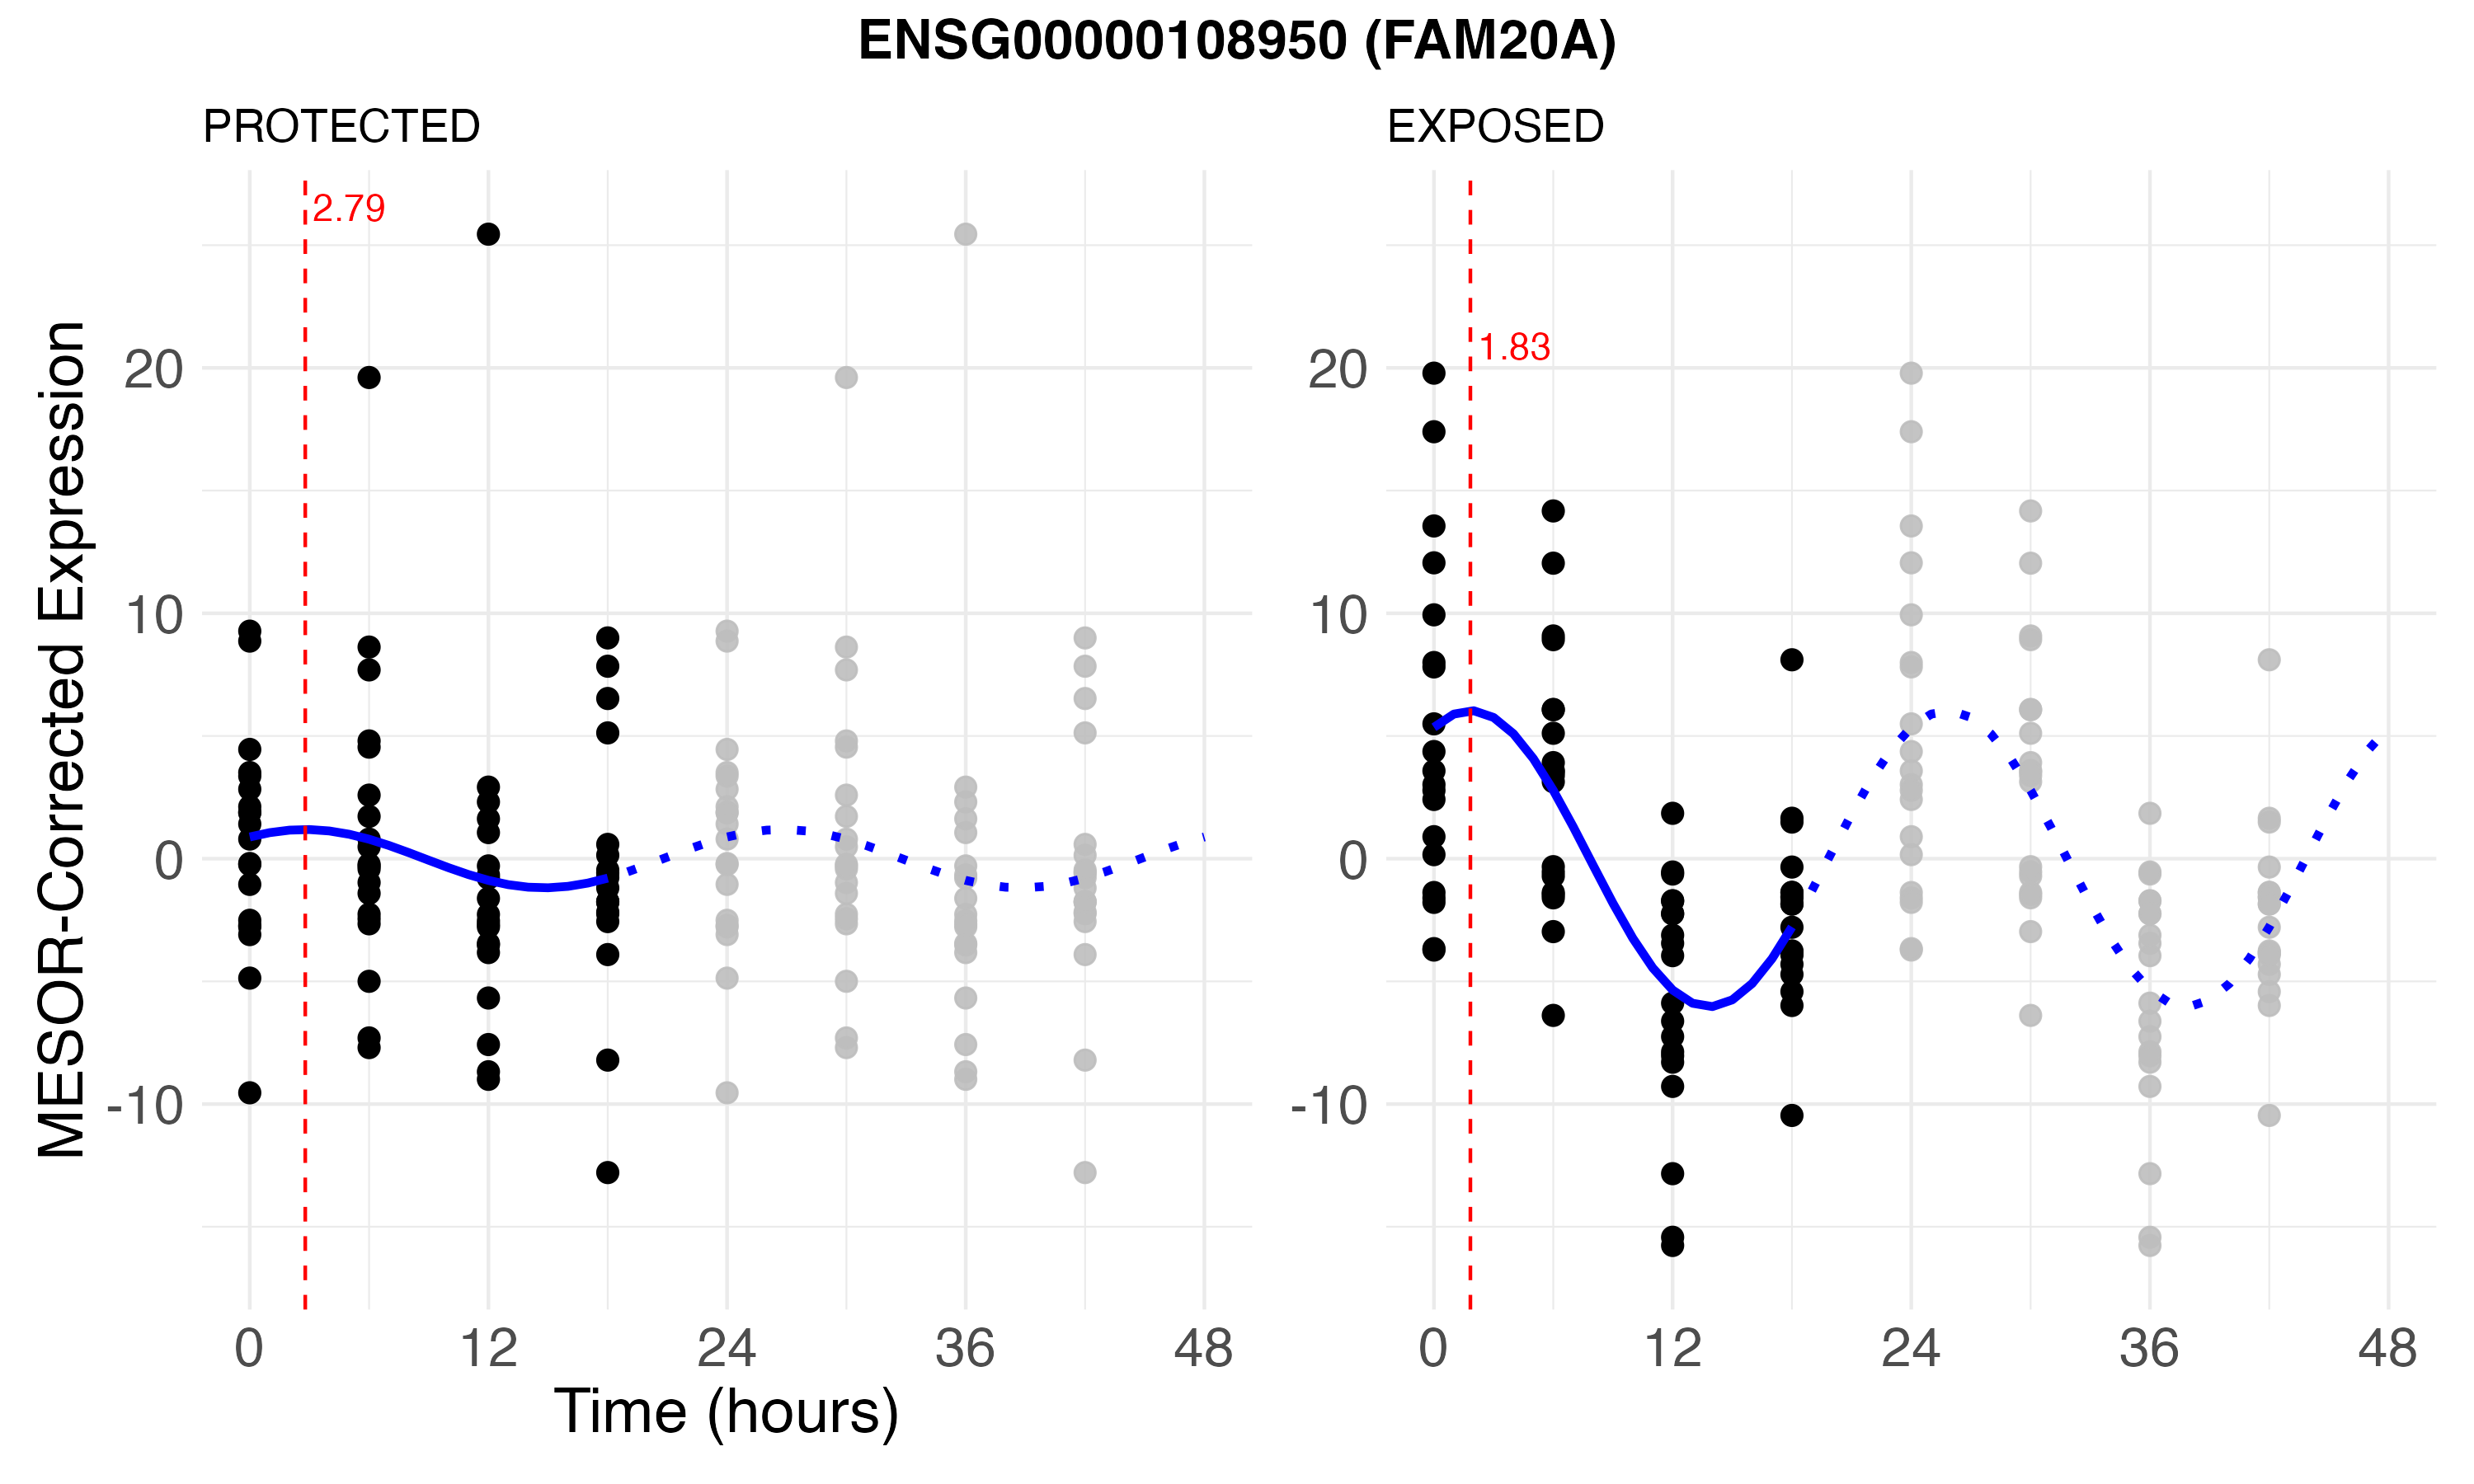 ENSG00000108950 (FAM20A)
PROTECTED
EXPOSED
MESOR-Corrected Expression
2.79
20
10
0
-10
0 12 24 36 48
1.83
20
10
0
-10
0 12 24 36 48
Time (hours)